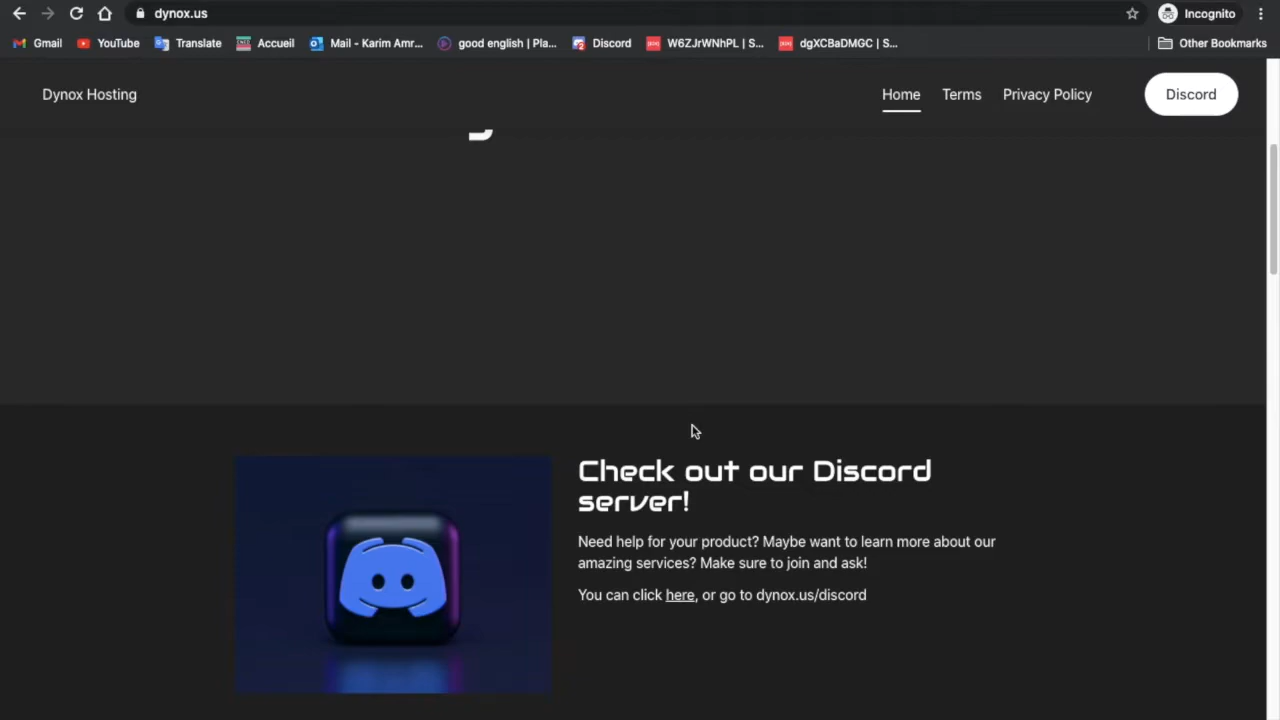 dynox.us
Incognito
Gmail
YouTube
Translate
Accueil
Mail - Karim Amr...
good english | Pla...
Discord
W6ZJrWNhPL | S...
dgXCBaDMGC | S...
Other Bookmarks
Dynox Hosting
Home
Terms
Privacy Policy
Discord
Check out our Discord
server!
Need help for your product? Maybe want to learn more about our
amazing services? Make sure to join and ask!
You can click here, or go to dynox.us/discord